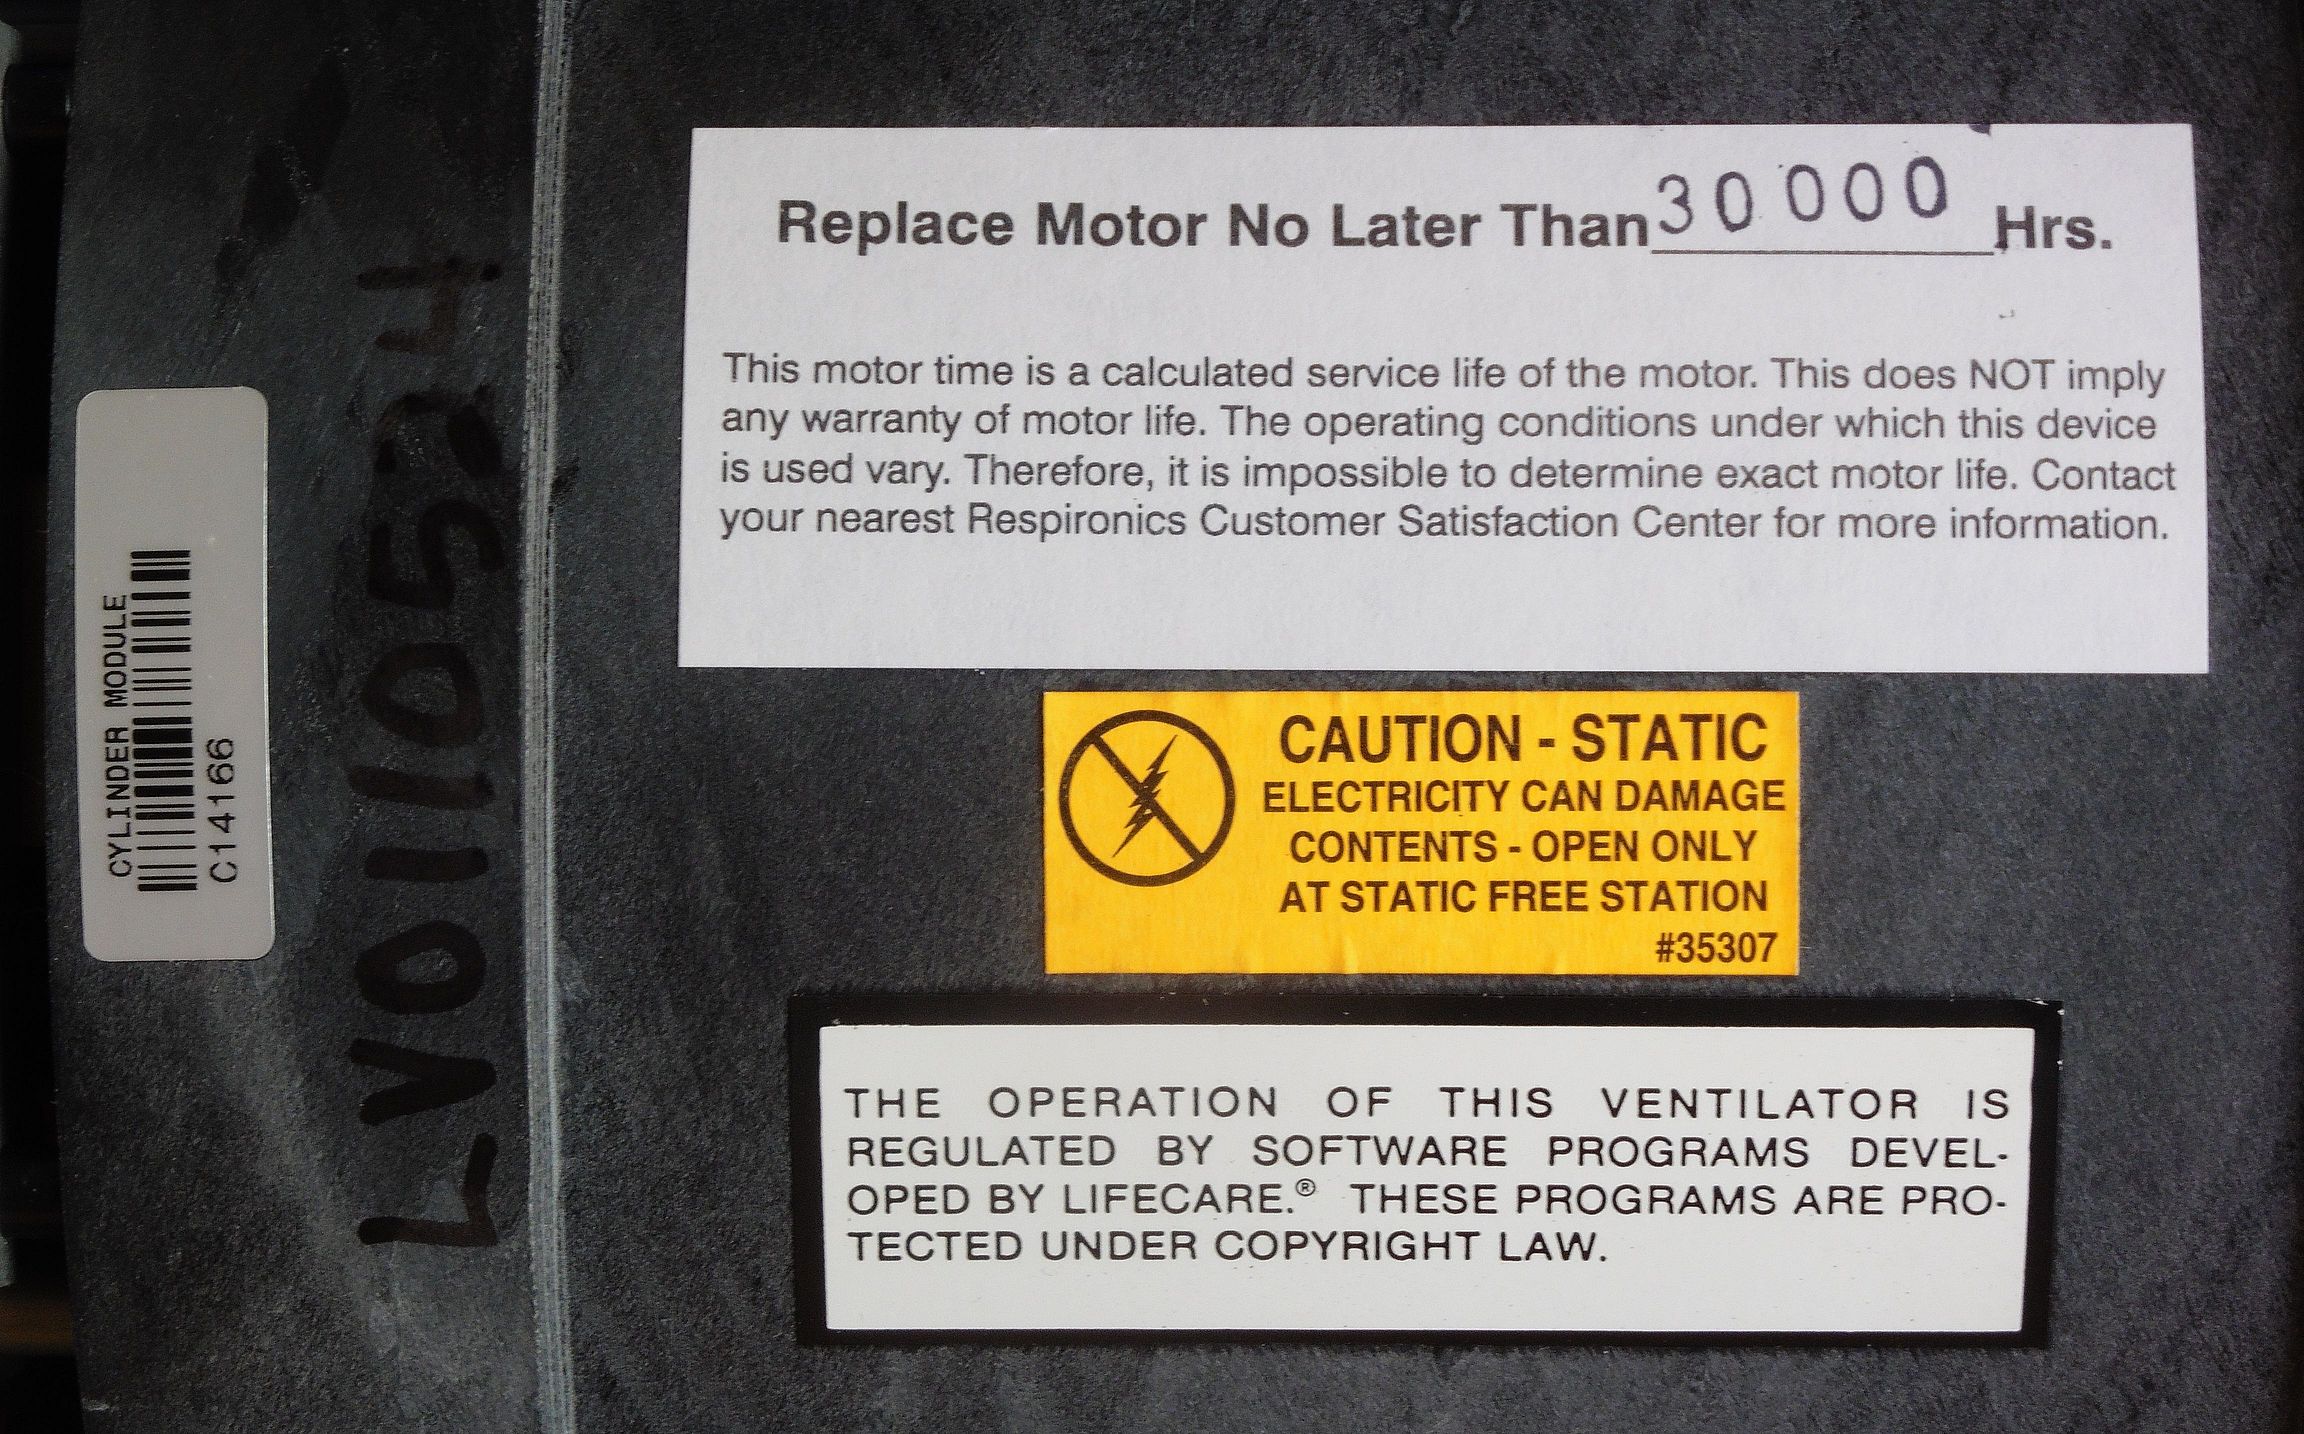 Replace Motor No Later Than 30000 Hrs.
This motor time is a calculated service life of the motor. This does NOT imply
any warranty of motor life. The operating conditions under which this device
is used vary. Therefore, it is impossible to determine exact motor life. Contact
your nearest Respironics Customer Satisfaction Center for more information.
CAUTION - STATIC
ELECTRICITY CAN DAMAGE
CONTENTS - OPEN ONLY
AT STATIC FREE STATION
#35307
THE OPERATION OF THIS VENTILATOR IS
REGULATED BY SOFTWARE PROGRAMS DEVEL-
OPED BY LIFECARE.® THESE PROGRAMS ARE PRO-
TECTED UNDER COPYRIGHT LAW.
CYLINDER MODULE
C14166
LV0110524